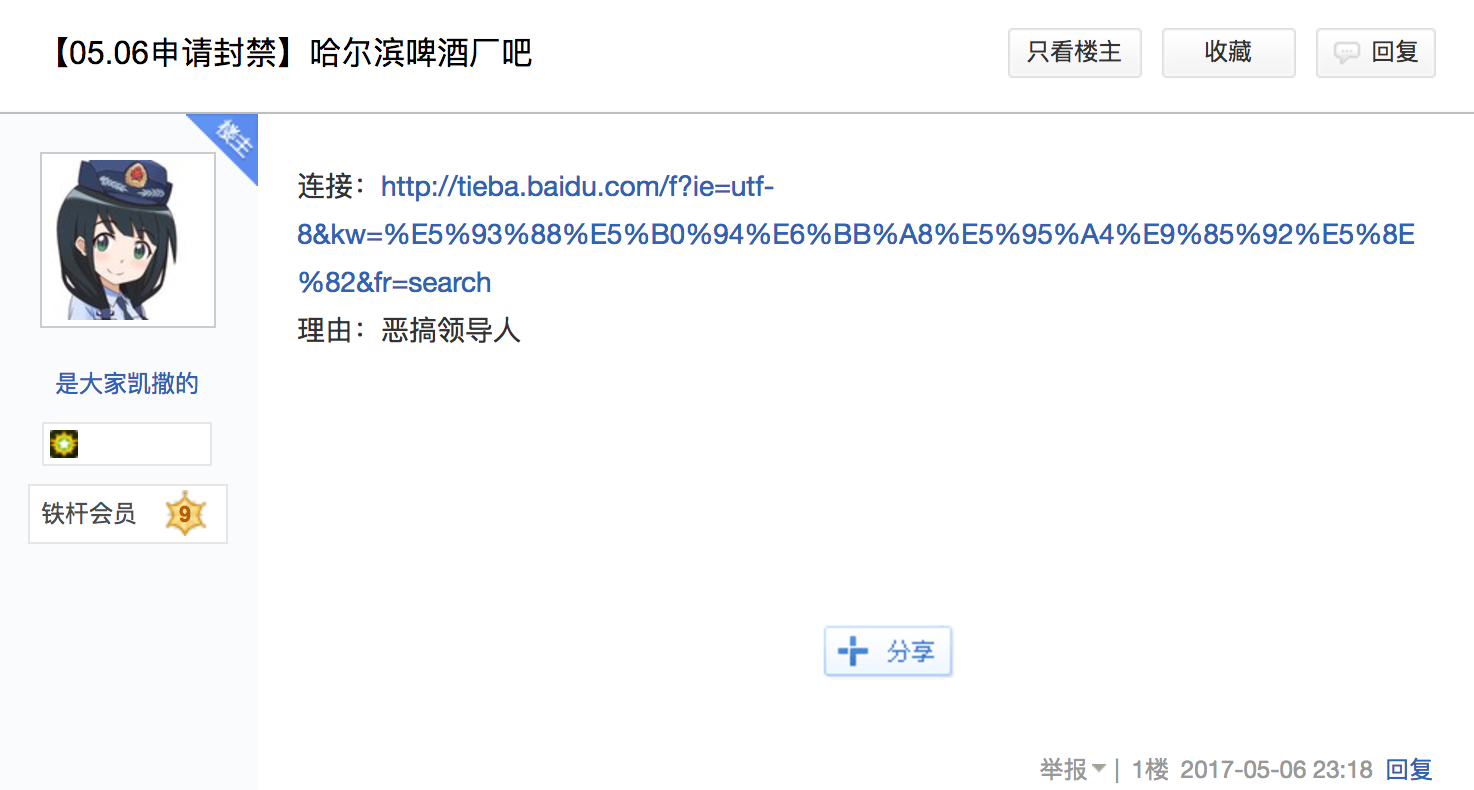 【05.06申请封禁】哈尔滨啤酒厂吧
只看楼主
收藏
回复
楼主
连接：http://tieba.baidu.com/f?ie=utf-
8&kw=%E5%93%88%E5%B0%94%E6%BB%A8%E5%95%A4%E9%85%92%E5%8E
%82&fr=search
理由：恶搞领导人
是大家凯撒的
铁杆会员 9
分享
举报 | 1楼 2017-05-06 23:18 回复